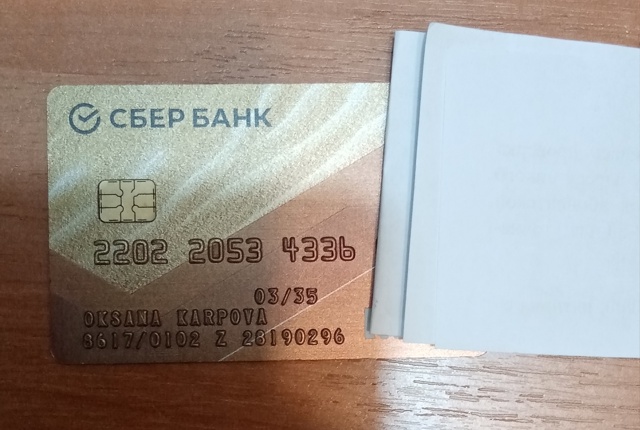 СБЕР БАНК
2202 2053 4336
03/35
OKSANA KARPOVA
8617/0102 Z 28190296